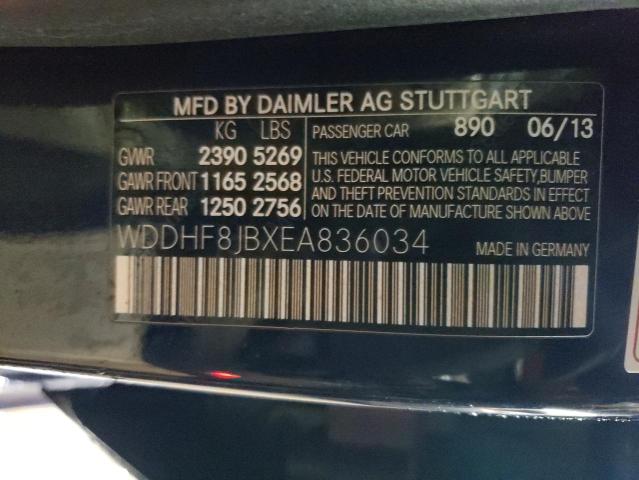 MFD BY DAIMLER AG STUTTGART
KG LBS
GVWR 2390 5269
GAWR FRONT 1165 2568
GAWR REAR 1250 2756
PASSENGER CAR 890 06/13
THIS VEHICLE CONFORMS TO ALL APPLICABLE
U.S. FEDERAL MOTOR VEHICLE SAFETY,BUMPER
AND THEFT PREVENTION STANDARDS IN EFFECT
ON THE DATE OF MANUFACTURE SHOWN ABOVE
WDDHF8JBXEA836034 MADE IN GERMANY